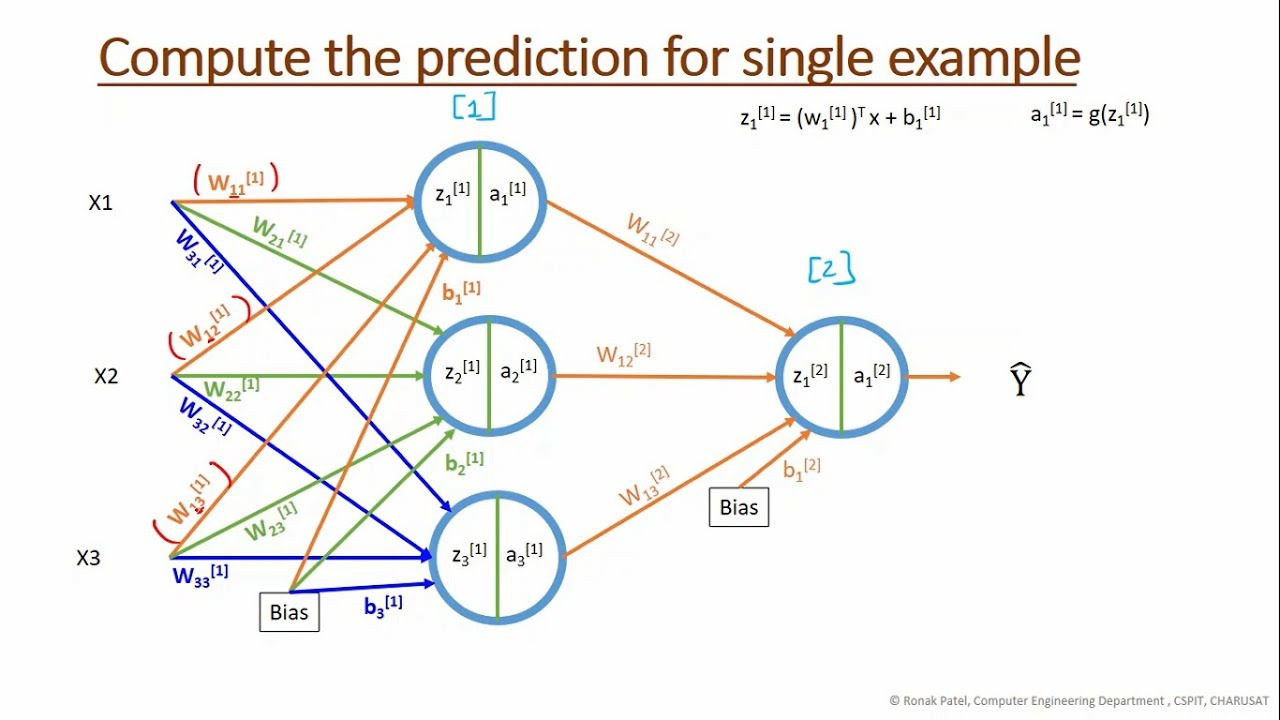 Compute the prediction for single example
[1]
z₁[1] = (w₁[1] )ᵀ x + b₁[1]
a₁[1] = g(z₁[1])
(W₁₁[1])
X1
z₁[1] a₁[1]
W₂₁[1]
W₃₁[1]
W₁₁[2]
[2]
b₁[1]
(W₁₂[1])
W₁₂[2]
X2
z₂[1] a₂[1]
z₁[2] a₁[2]
Ŷ
W₂₂[1]
W₃₂[1]
b₂[1]
b₁[2]
(W₁₃[1])
W₁₃[2]
Bias
W₂₃[1]
X3
z₃[1] a₃[1]
W₃₃[1]
b₃[1]
Bias
© Ronak Patel, Computer Engineering Department , CSPIT, CHARUSAT